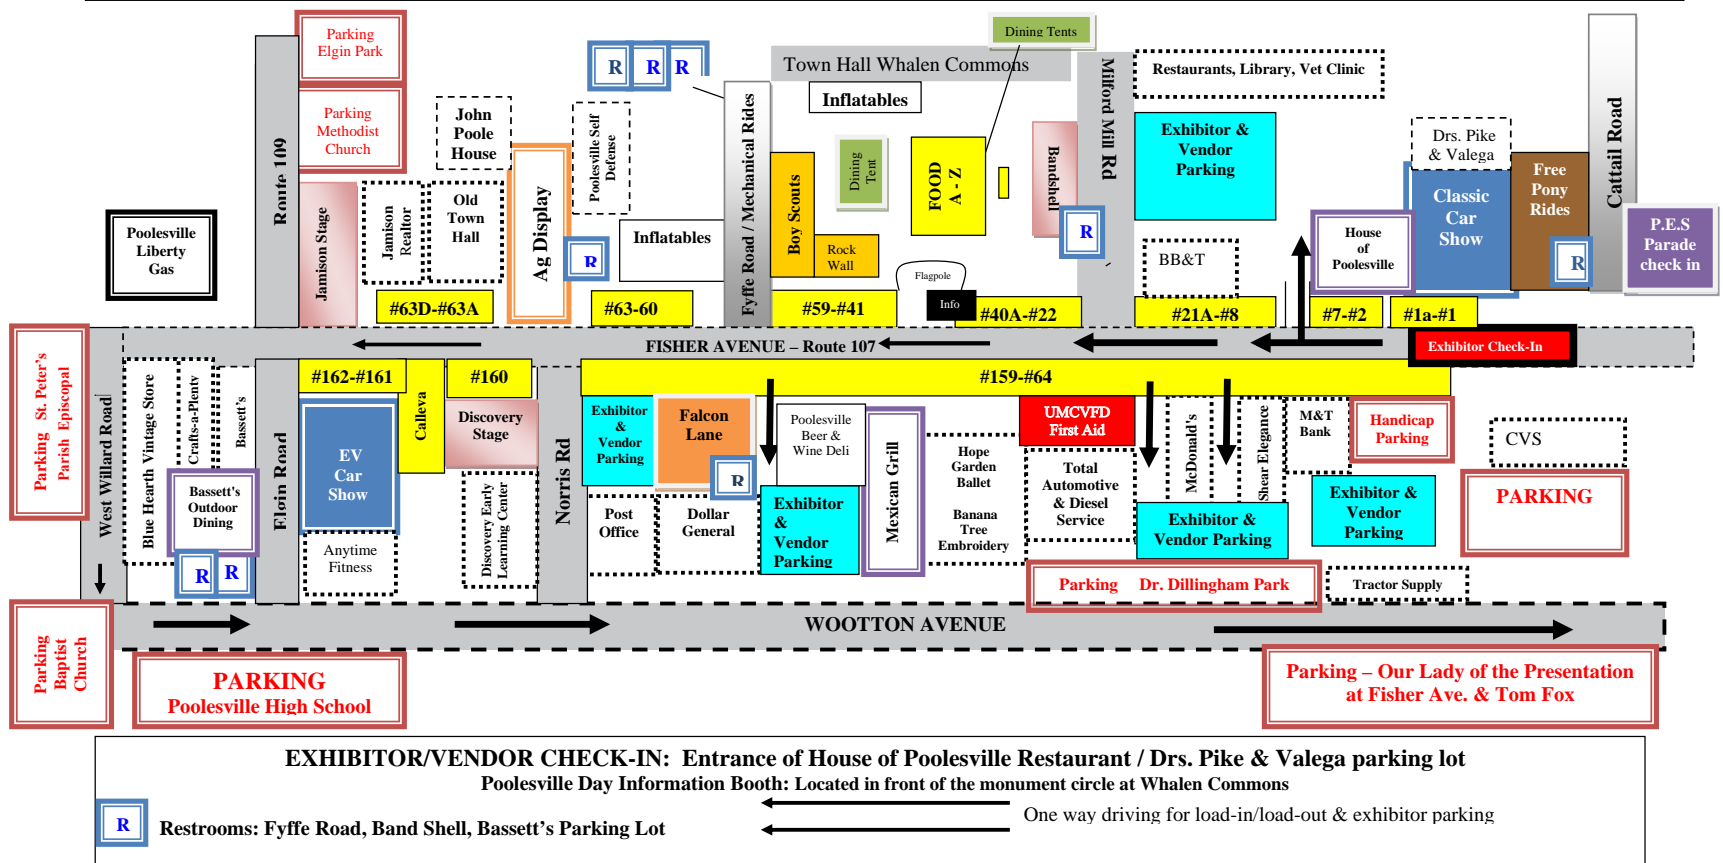 Parking
Elgin Park
Parking
Methodist
Church
Route 109
Poolesville
Liberty
Gas
Jamison Stage
Jamison
Realtor
John
Poole
House
Old
Town
Hall
Ag Display
Poolesville Self
Defense
R
R
R
R
Inflatables
#63D-#63A
#63-60
Fyffe Road / Mechanical Rides
Town Hall Whalen Commons
Dining Tents
Inflatables
Boy Scouts
Rock
Wall
Dining
Tent
FOOD
A - Z
Flagpole
Info
Bandshell
R
#59-#41
#40A-#22
Milford Mill Rd
Restaurants, Library, Vet Clinic
Exhibitor &
Vendor
Parking
BB&T
#21A-#8
House
of
Poolesville
#7-#2
Drs. Pike
& Valega
Classic
Car
Show
Free
Pony
Rides
R
#1a-#1
Cattail Road
P.E.S
Parade
check in
FISHER AVENUE – Route 107
Exhibitor Check-In
Parking St. Peter's
Parish Episcopal
West Willard Road
Blue Hearth Vintage Store
Crafts-a-Plenty
Bassett's
Bassett's
Outdoor
Dining
R
R
Elgin Road
#162-#161
EV
Car
Show
Anytime
Fitness
Calleva
#160
Discovery
Stage
Discovery Early
Learning Center
Norris Rd
#159-#64
Exhibitor
&
Vendor
Parking
Falcon
Lane
R
Post
Office
Dollar
General
Poolesville
Beer &
Wine Deli
Exhibitor
&
Vendor
Parking
Mexican Grill
Hope
Garden
Ballet
Banana
Tree
Embroidery
UMCVFD
First Aid
Total
Automotive
& Diesel
Service
McDonald's
Shear Elegance
Exhibitor &
Vendor Parking
M&T
Bank
Handicap
Parking
Exhibitor &
Vendor
Parking
CVS
PARKING
Parking Dr. Dillingham Park
Tractor Supply
WOOTTON AVENUE
Parking
Baptist
Church
PARKING
Poolesville High School
Parking – Our Lady of the Presentation
at Fisher Ave. & Tom Fox
EXHIBITOR/VENDOR CHECK-IN: Entrance of House of Poolesville Restaurant / Drs. Pike & Valega parking lot
Poolesville Day Information Booth: Located in front of the monument circle at Whalen Commons
R Restrooms: Fyffe Road, Band Shell, Bassett's Parking Lot
One way driving for load-in/load-out & exhibitor parking